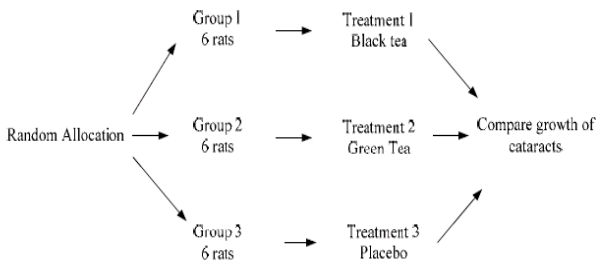 Group 1
6 rats
Treatment 1
Black tea
Random Allocation
Group 2
6 rats
Treatment 2
Green Tea
Compare growth of
cataracts
Group 3
6 rats
Treatment 3
Placebo